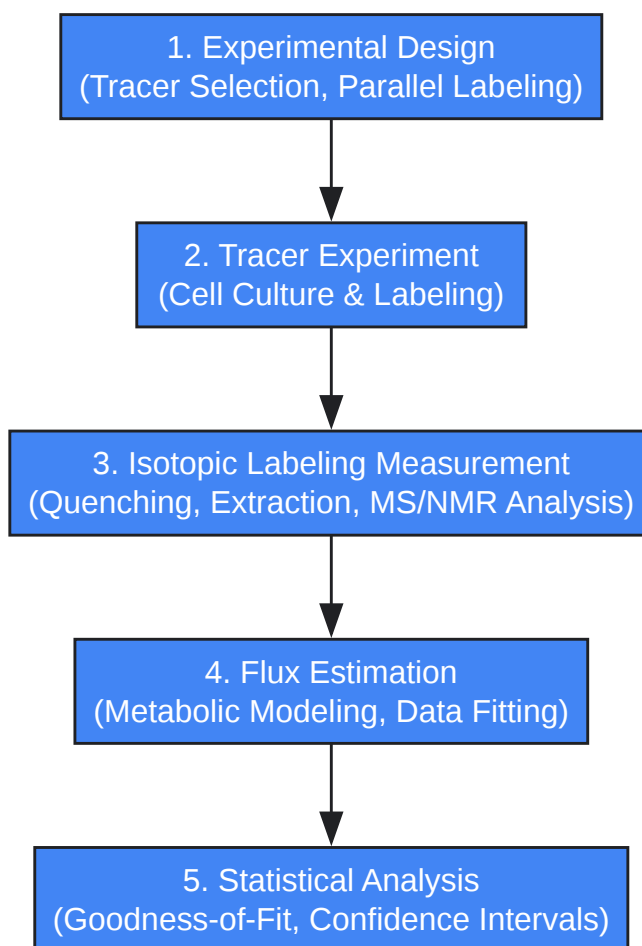 1. Experimental Design
(Tracer Selection, Parallel Labeling)
2. Tracer Experiment
(Cell Culture & Labeling)
3. Isotopic Labeling Measurement
(Quenching, Extraction, MS/NMR Analysis)
4. Flux Estimation
(Metabolic Modeling, Data Fitting)
5. Statistical Analysis
(Goodness-of-Fit, Confidence Intervals)